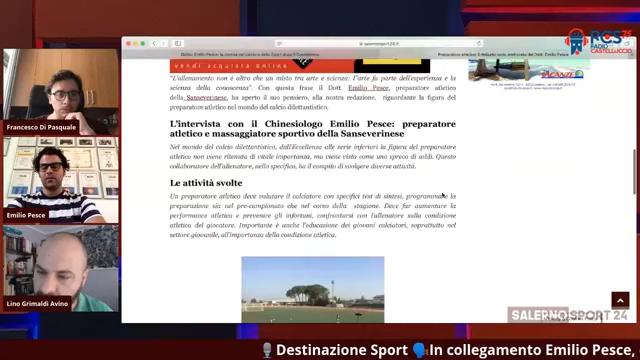 RCS 75
RADIO
CASTELLUCCIO
salernosport24.it
vendi acquista online
VACANZE
"L'allenamento non è altro che un misto tra arte e scienza: l'arte fa parte dell'esperienza e la
scienza della conoscenza". Con questa frase il Dott. Emilio Pesce, preparatore atletico
della Sanseverinese, ha aperto il suo pensiero, alla nostra redazione, riguardante la figura del
preparatore atletico nel mondo del calcio dilettantistico.
L'intervista con il Chinesiologo Emilio Pesce: preparatore
atletico e massaggiatore sportivo della Sanseverinese
Nel mondo del calcio dilettantistico, dall'Eccellenza alle serie inferiori la figura del preparatore
atletico non viene ritenuta di vitale importanza, ma viene vista come uno spreco di soldi. Questo
collaboratore dell'allenatore, nello specifico, ha il compito di svolgere diverse attività.
Le attività svolte
Un preparatore atletico deve valutare il calciatore con specifici test di sintesi, programmare la
preparazione sia nel pre-campionato che nel corso della stagione. Deve far aumentare la
performance atletica e prevenire gli infortuni, confrontarsi con l'allenatore sulla condizione
atletica del giocatore. Importante è anche l'educazione dei giovani calciatori, soprattutto nel
settore giovanile, all'importanza della condizione atletica.
Francesco Di Pasquale
Emilio Pesce
Lino Grimaldi Avino
SALERNOSPORT24
Destinazione Sport In collegamento Emilio Pesce,